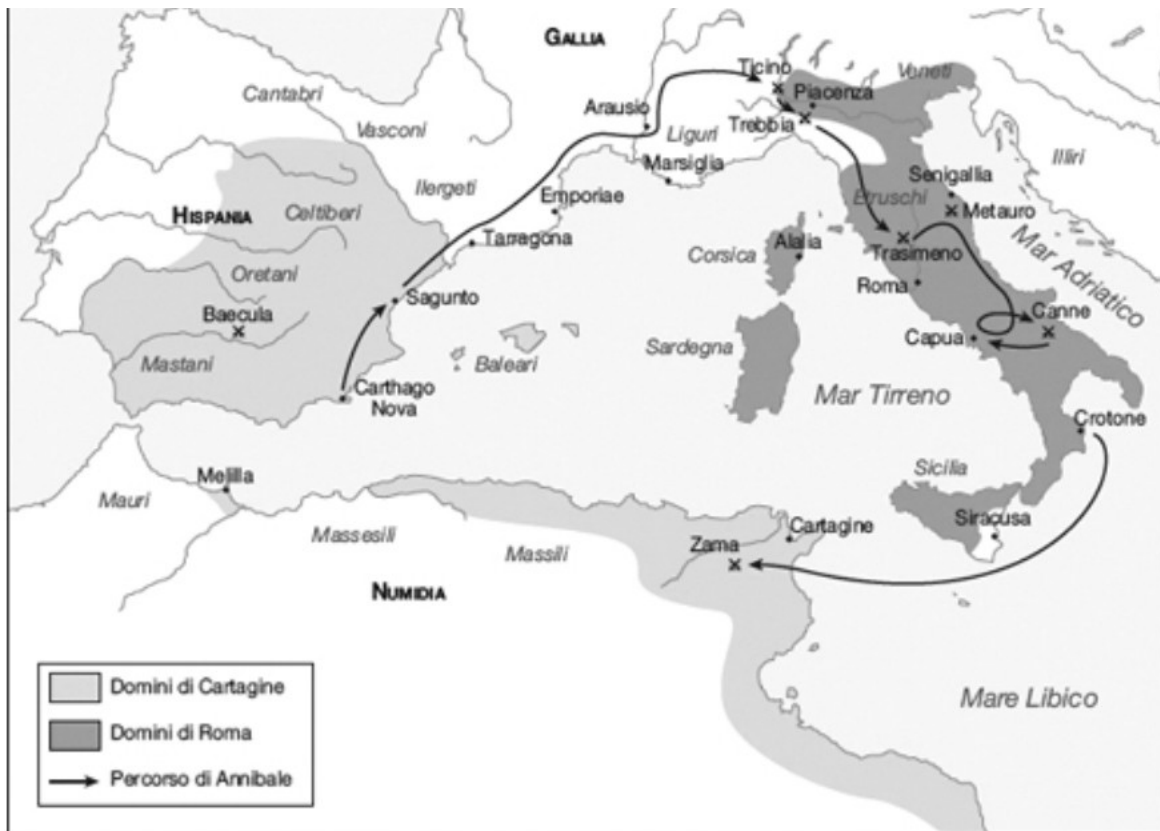 GALLIA
Ticino
Veneti
Cantabri
Piacenza
Arausio
Vasconi
Trebbia
Liguri
Illiri
Marsiglia
Ilergeti
Senigallia
Emporiae
Etruschi
Metauro
HISPANIA
Celtiberi
Tarragona
Alalia
Corsica
Trasimeno
Mar Adriatico
Oretani
Roma
Sagunto
Baecula
Canne
Capua
Sardegna
Mastani
Baleari
Carthago
Nova
Mar Tirreno
Crotone
Melilla
Sicilia
Mauri
Siracusa
Cartagine
Massesili
Zama
Massili
NUMIDIA
Domini di Cartagine
Mare Libico
Domini di Roma
Percorso di Annibale